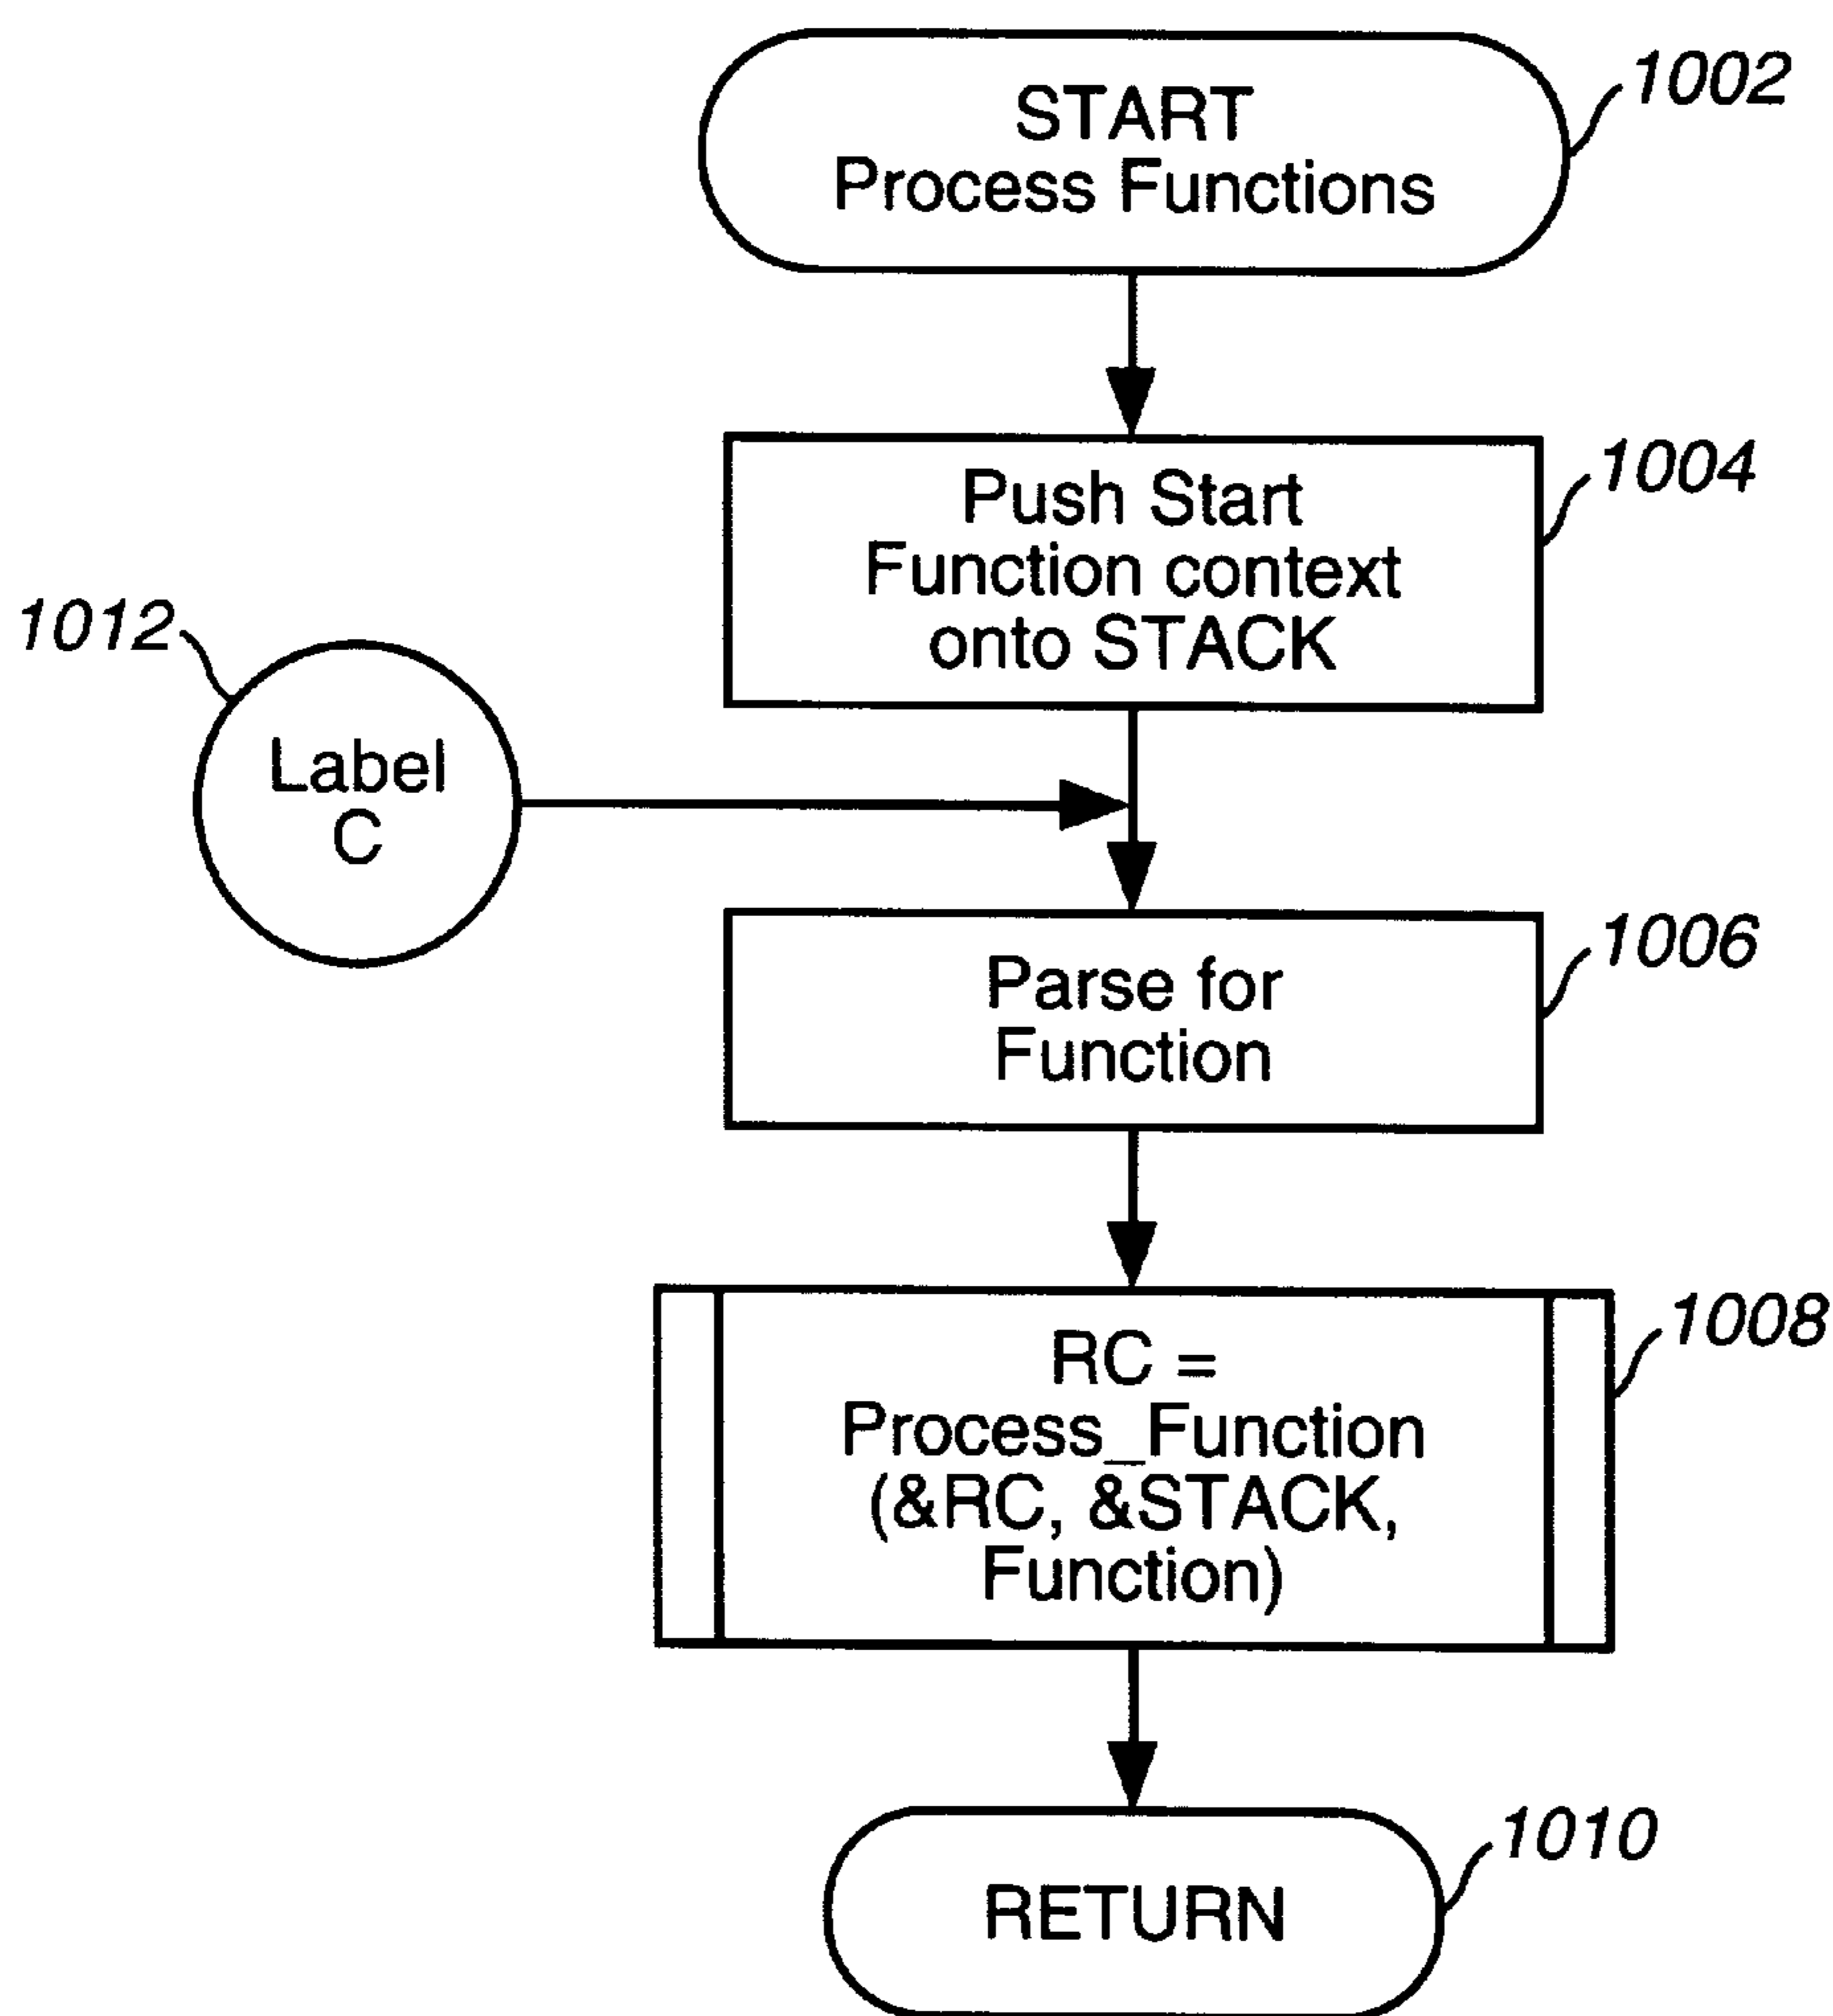 START
Process Functions
1002
Push Start
Function context
onto STACK
1004
1012
Label
C
Parse for
Function
1006
RC =
Process_Function
(&RC, &STACK,
Function)
1008
RETURN
1010